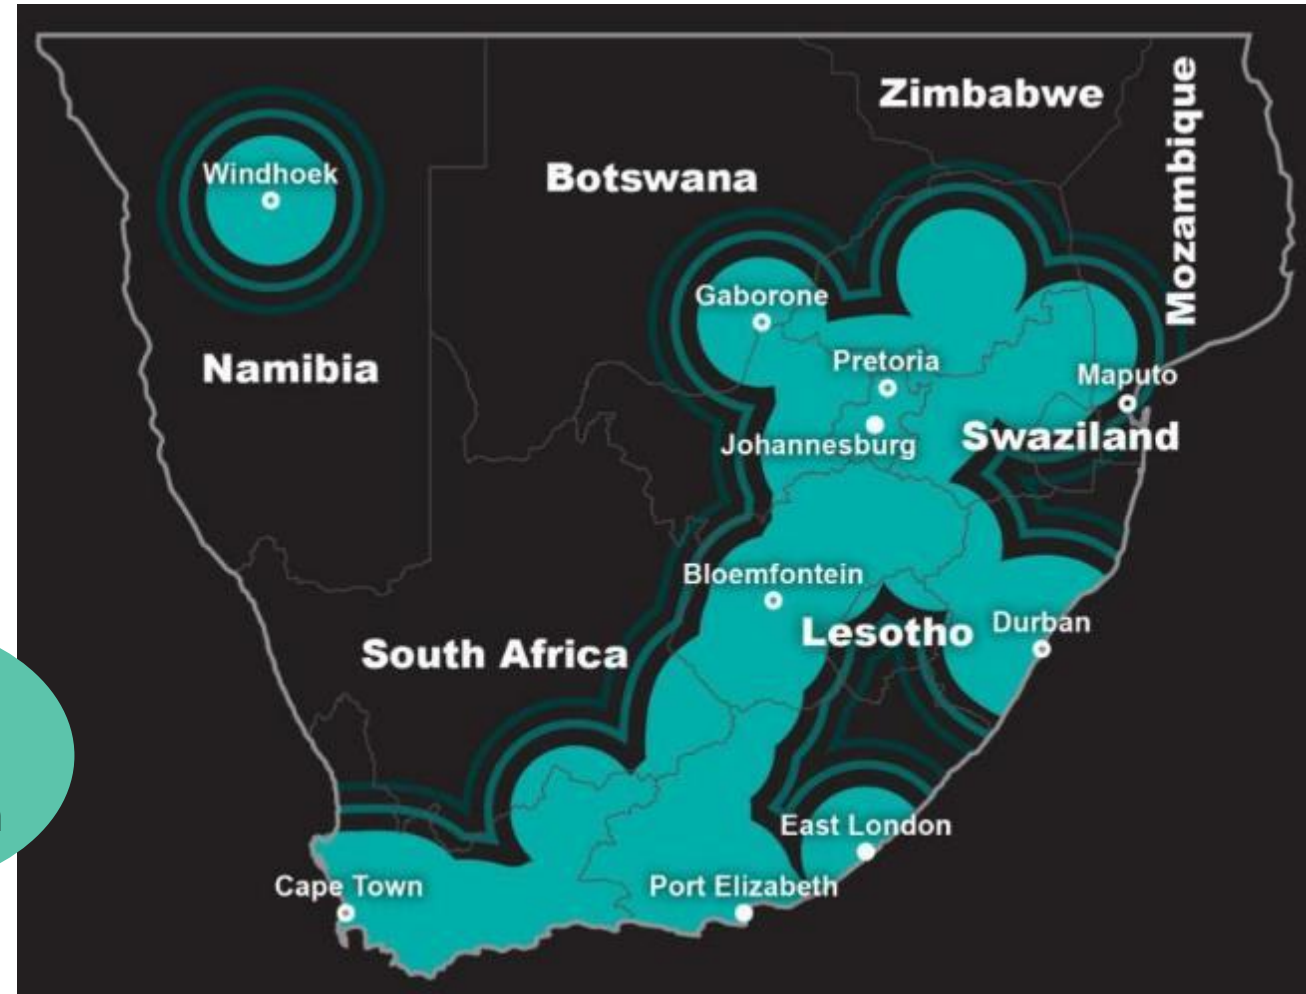 Zimbabwe
Mozambique
Windhoek
Botswana
Gaborone
Namibia
Pretoria
Maputo
Johannesburg
Swaziland
Bloemfontein
Lesotho
Durban
South Africa
East London
Cape Town
Port Elizabeth